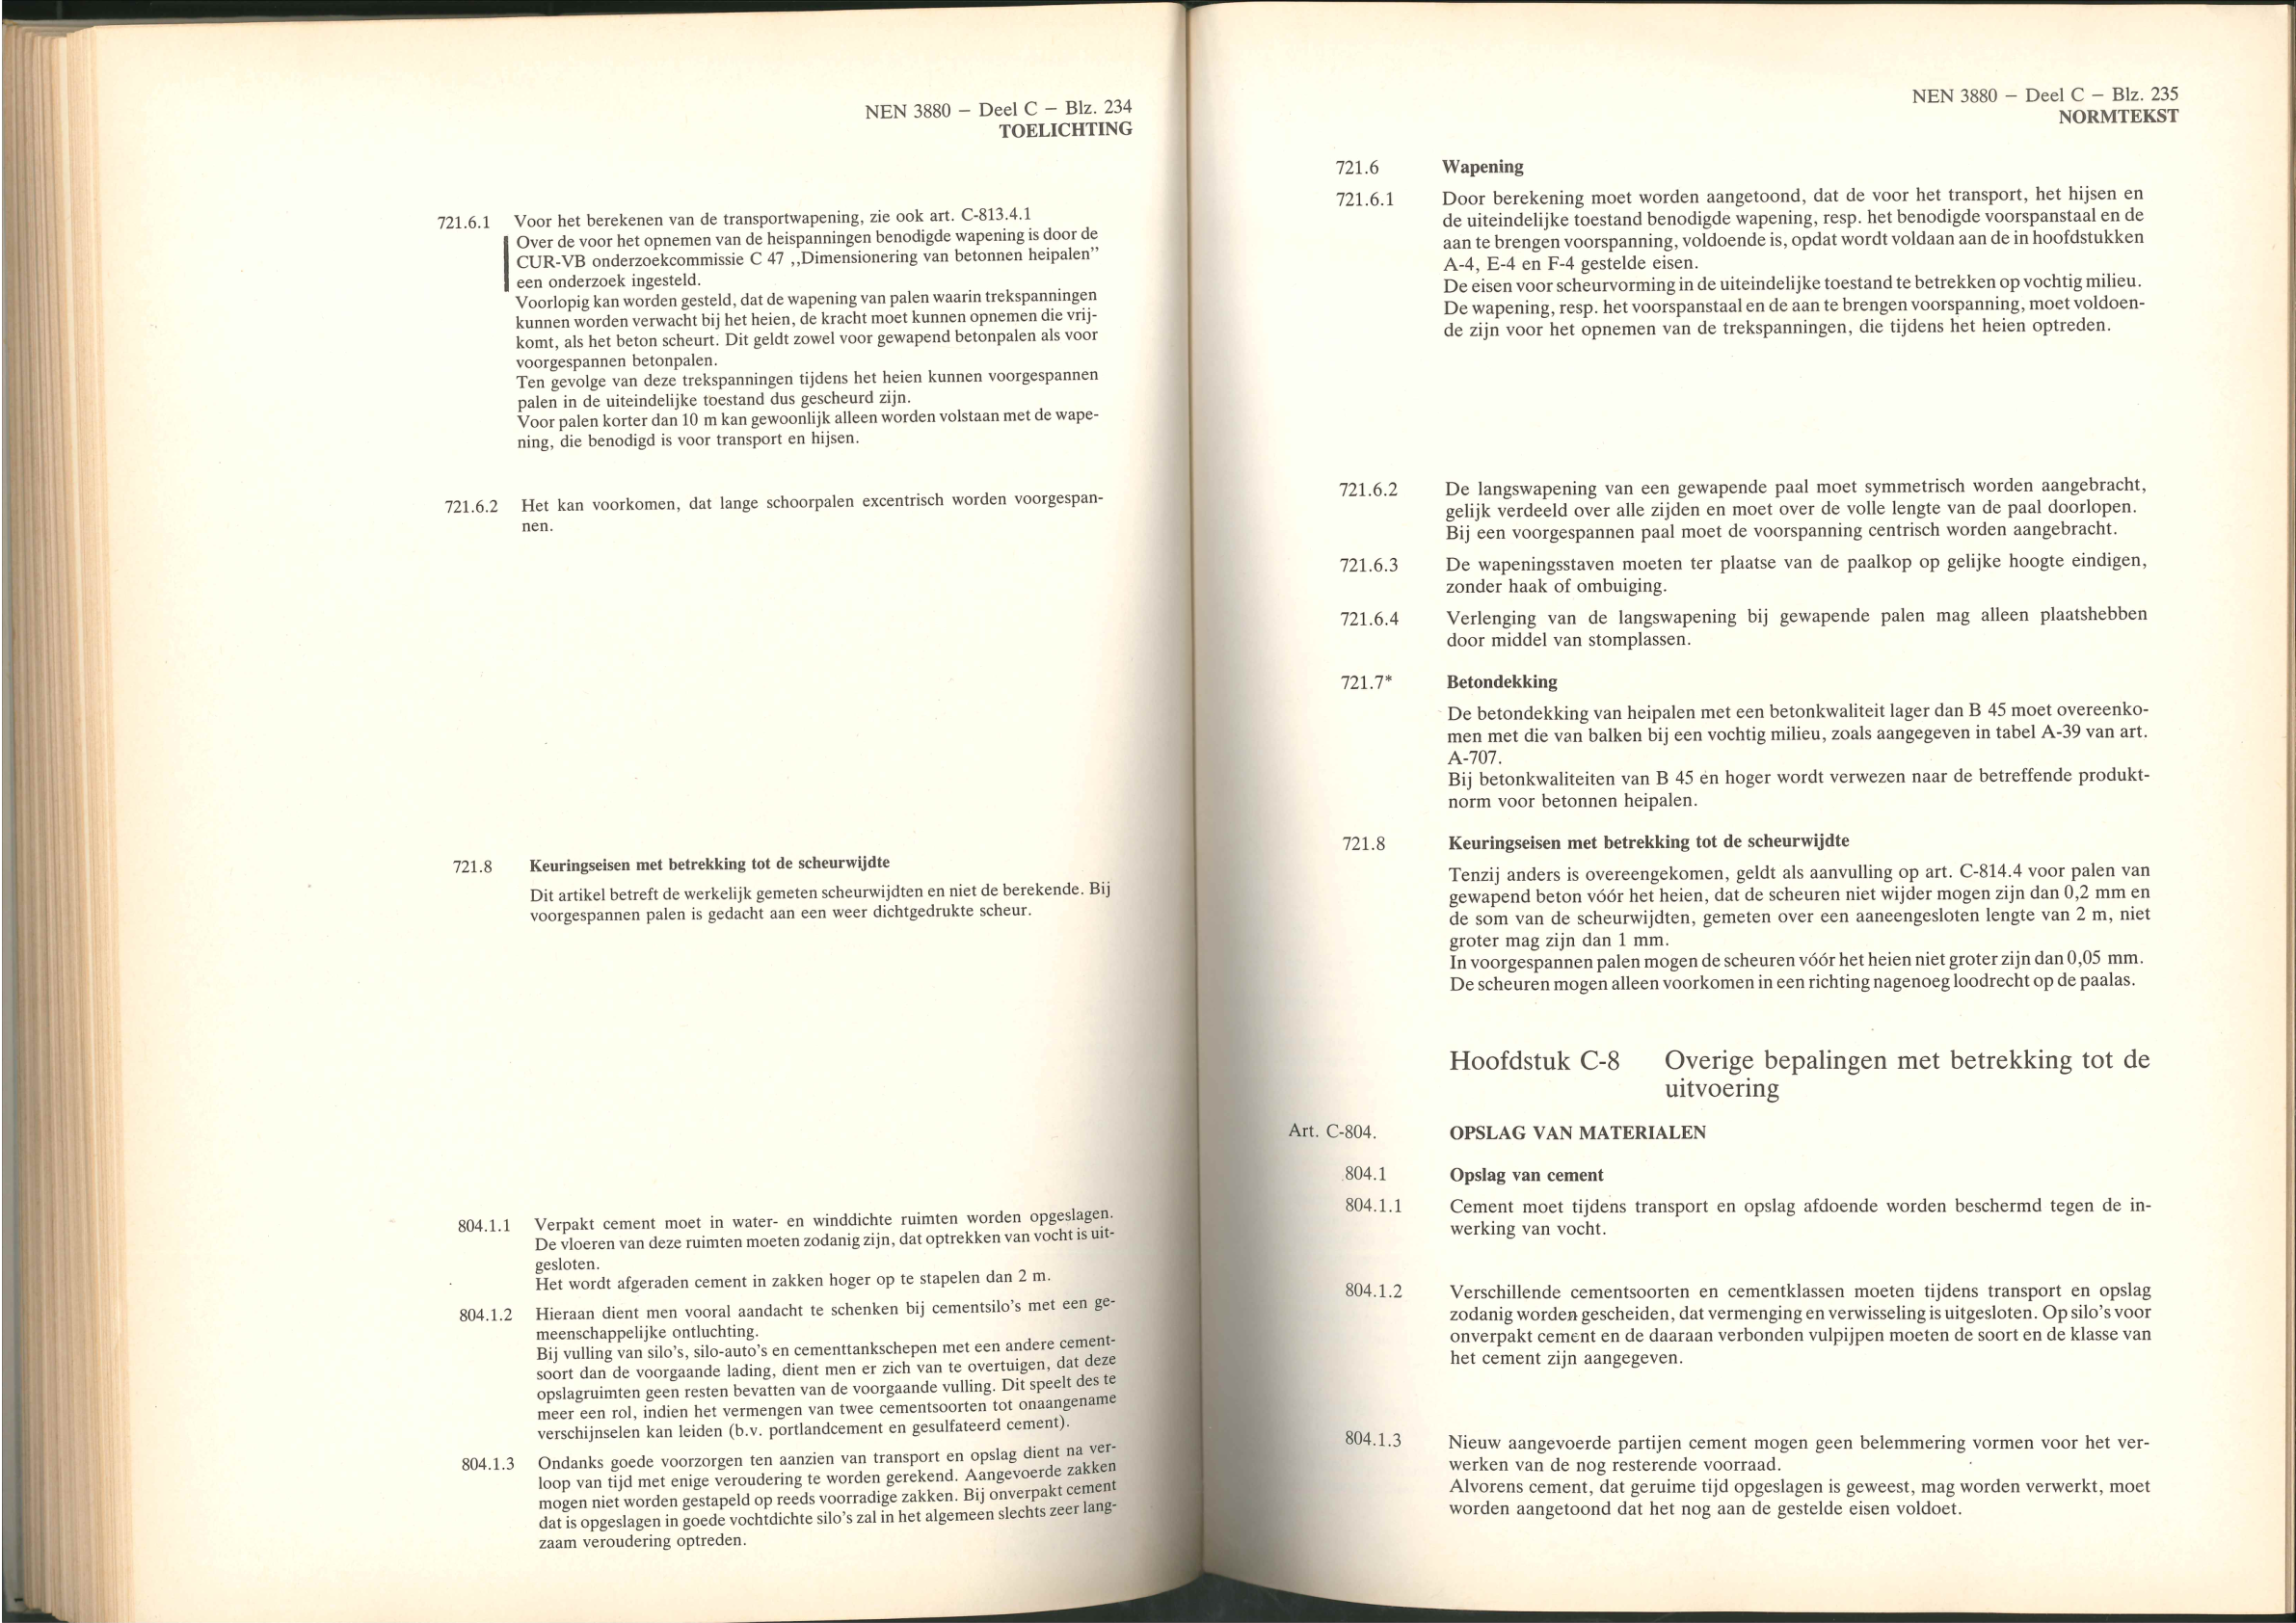 NEN 3880 — Deel C — Blz. 234
TOELICHTING
721.6.1 Voor het berekenen van de transportwapening, zie ook art. C-813.4.1
Over de voor het opnemen van de heispanningen benodigde wapening is door de
CUR-VB onderzoekcommissie C 47 ,,Dimensionering van betonnen heipalen”
een onderzoek ingesteld.
Voorlopig kan worden gesteld, dat de wapening van palen waarin trekspanningen
kunnen worden verwacht bij het heien, de kracht moet kunnen opnemen die vrij-
komt, als het beton scheurt. Dit geldt zowel voor gewapend betonpalen als voor
voorgespannen betonpalen.
Ten gevolge van deze trekspanningen tijdens het heien kunnen voorgespannen
palen in de uiteindelijke toestand dus gescheurd zijn.
Voor palen korter dan 10 m kan gewoonlijk alleen worden volstaan met de wape-
ning, die benodigd is voor transport en hijsen.
721.6.2 Het kan voorkomen, dat lange schoorpalen excentrisch worden voorgespan-
nen.
721.8 Keuringseisen met betrekking tot de scheurwijdte
Dit artikel betreft de werkelijk gemeten scheurwijdten en niet de berekende. Bij
voorgespannen palen is gedacht aan een weer dichtgedrukte scheur.
804.1.1 Verpakt cement moet in water- en winddichte ruimten worden opgeslagen.
De vloeren van deze ruimten moeten zodanig zijn, dat optrekken van vocht is uit-
gesloten.
Het wordt afgeraden cement in zakken hoger op te stapelen dan 2 m.
804.1.2 Hieraan dient men vooral aandacht te schenken bij cementsilo’s met een ge-
meenschappelijke ontluchting.
Bij vulling van silo’s, silo-auto’s en cementtankschepen met een andere cement-
soort dan de voorgaande lading, dient men er zich van te overtuigen, dat deze
opslagruimten geen resten bevatten van de voorgaande vulling. Dit speelt des te
meer een rol, indien het vermengen van twee cementsoorten tot onaangename
verschijnselen kan leiden (b.v. portlandcement en gesulfateerd cement).
804.1.3 Ondanks goede voorzorgen ten aanzien van transport en opslag dient na ver-
loop van tijd met enige veroudering te worden gerekend. Aangevoerde zakken
mogen niet worden gestapeld op reeds voorradige zakken. Bij onverpakt cement
dat is opgeslagen in goede vochtdichte silo’s zal in het algemeen slechts zeer lang-
zaam veroudering optreden.
NEN 3880 — Deel C — Blz. 235
NORMTEKST
721.6 Wapening
721.6.1 Door berekening moet worden aangetoond, dat de voor het transport, het hijsen en
de uiteindelijke toestand benodigde wapening, resp. het benodigde voorspanstaal en de
aan te brengen voorspanning, voldoende is, opdat wordt voldaan aan de in hoofdstukken
A-4, E-4 en F-4 gestelde eisen.
De eisen voor scheurvorming in de uiteindelijke toestand te betrekken op vochtig milieu.
De wapening, resp. het voorspanstaal en de aan te brengen voorspanning, moet voldoen-
de zijn voor het opnemen van de trekspanningen, die tijdens het heien optreden.
721.6.2 De langswapening van een gewapende paal moet symmetrisch worden aangebracht,
gelijk verdeeld over alle zijden en moet over de volle lengte van de paal doorlopen.
Bij een voorgespannen paal moet de voorspanning centrisch worden aangebracht.
721.6.3 De wapeningsstaven moeten ter plaatse van de paalkop op gelijke hoogte eindigen,
zonder haak of ombuiging.
721.6.4 Verlenging van de langswapening bij gewapende palen mag alleen plaatshebben
door middel van stomplassen.
721.7* Betondekking
De betondekking van heipalen met een betonkwaliteit lager dan B 45 moet overeenko-
men met die van balken bij een vochtig milieu, zoals aangegeven in tabel A-39 van art.
A-707.
Bij betonkwaliteiten van B 45 en hoger wordt verwezen naar de betreffende produkt-
norm voor betonnen heipalen.
721.8 Keuringseisen met betrekking tot de scheurwijdte
Tenzij anders is overeengekomen, geldt als aanvulling op art. C-814.4 voor palen van
gewapend beton vóór het heien, dat de scheuren niet wijder mogen zijn dan 0,2 mm en
de som van de scheurwijdten, gemeten over een aaneengesloten lengte van 2 m, niet
groter mag zijn dan 1 mm.
In voorgespannen palen mogen de scheuren vóór het heien niet groter zijn dan 0,05 mm.
De scheuren mogen alleen voorkomen in een richting nagenoeg loodrecht op de paalas.
Hoofdstuk C-8 Overige bepalingen met betrekking tot de
uitvoering
Art. C-804. OPSLAG VAN MATERIALEN
804.1 Opslag van cement
804.1.1 Cement moet tijdens transport en opslag afdoende worden beschermd tegen de in-
werking van vocht.
804.1.2 Verschillende cementsoorten en cementklassen moeten tijdens transport en opslag
zodanig worden gescheiden, dat vermenging en verwisseling is uitgesloten. Op silo’s voor
onverpakt cement en de daaraan verbonden vulpijpen moeten de soort en de klasse van
het cement zijn aangegeven.
804.1.3 Nieuw aangevoerde partijen cement mogen geen belemmering vormen voor het ver-
werken van de nog resterende voorraad.
Alvorens cement, dat geruime tijd opgeslagen is geweest, mag worden verwerkt, moet
worden aangetoond dat het nog aan de gestelde eisen voldoet.